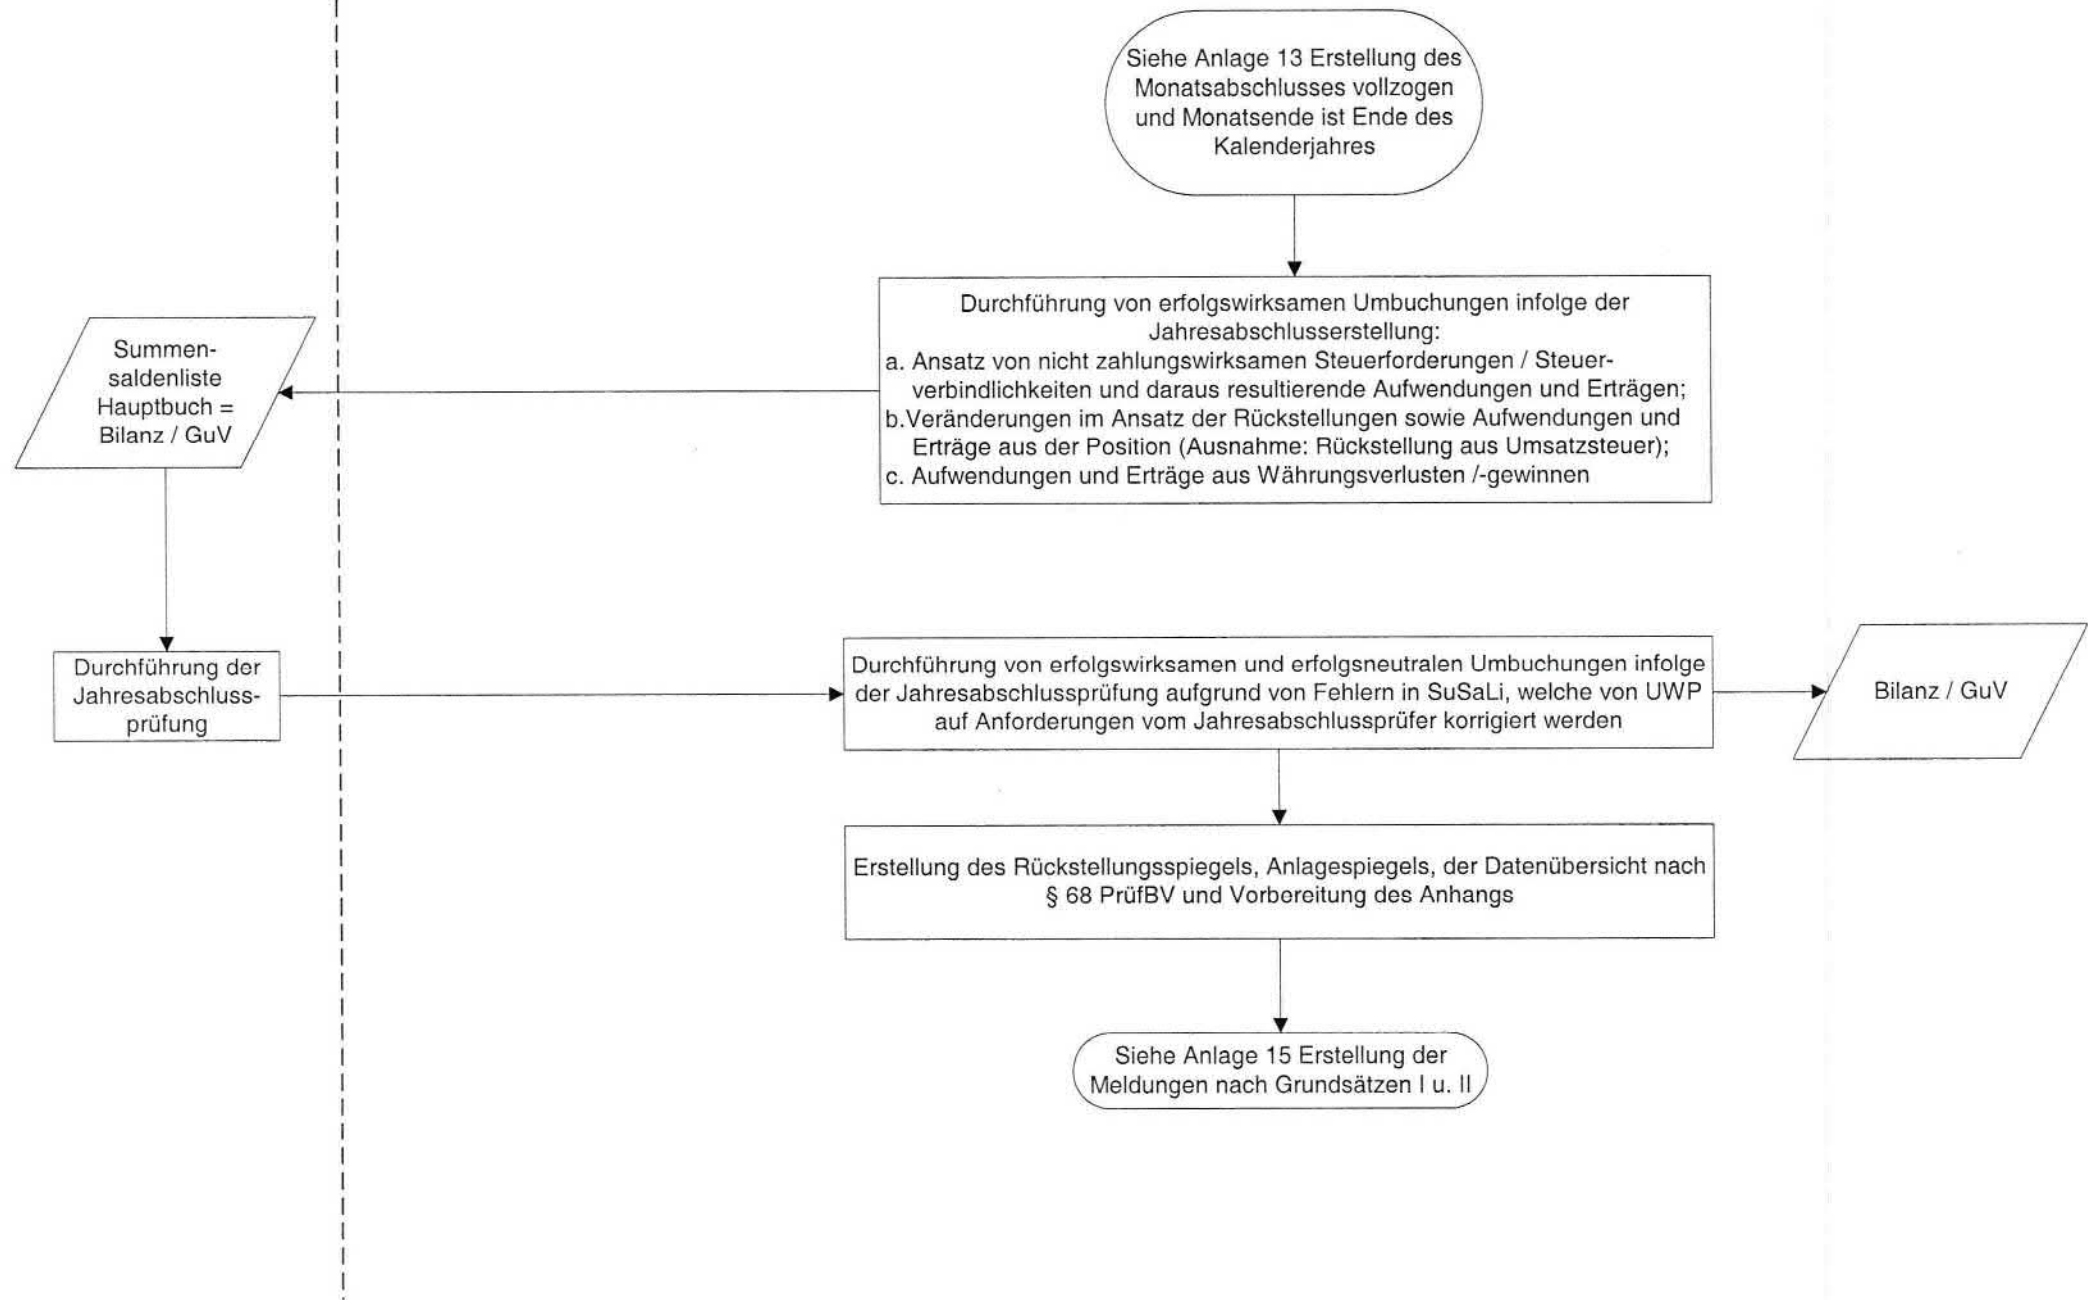 Siehe Anlage 13 Erstellung des
Monatsabschlusses vollzogen
und Monatsende ist Ende des
Kalenderjahres
Durchführung von erfolgswirksamen Umbuchungen infolge der
Jahresabschlusserstellung:
a. Ansatz von nicht zahlungswirksamen Steuerforderungen / Steuer-
verbindlichkeiten und daraus resultierende Aufwendungen und Erträgen;
b.Veränderungen im Ansatz der Rückstellungen sowie Aufwendungen und
Erträge aus der Position (Ausnahme: Rückstellung aus Umsatzsteuer);
c. Aufwendungen und Erträge aus Währungsverlusten /-gewinnen
Summen-
saldenliste
Hauptbuch =
Bilanz / GuV
Durchführung der
Jahresabschluss-
prüfung
Durchführung von erfolgswirksamen und erfolgsneutralen Umbuchungen infolge
der Jahresabschlussprüfung aufgrund von Fehlern in SuSaLi, welche von UWP
auf Anforderungen vom Jahresabschlussprüfer korrigiert werden
Bilanz / GuV
Erstellung des Rückstellungsspiegels, Anlagespiegels, der Datenübersicht nach
§ 68 PrüfBV und Vorbereitung des Anhangs
Siehe Anlage 15 Erstellung der
Meldungen nach Grundsätzen I u. II